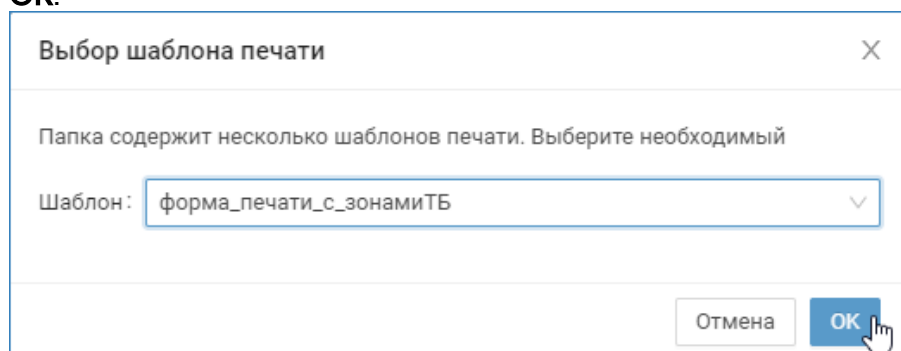 ОК.
Выбор шаблона печати
Папка содержит несколько шаблонов печати. Выберите необходимый
Шаблон: форма_печати_с_зонамиТБ
Отмена ОК